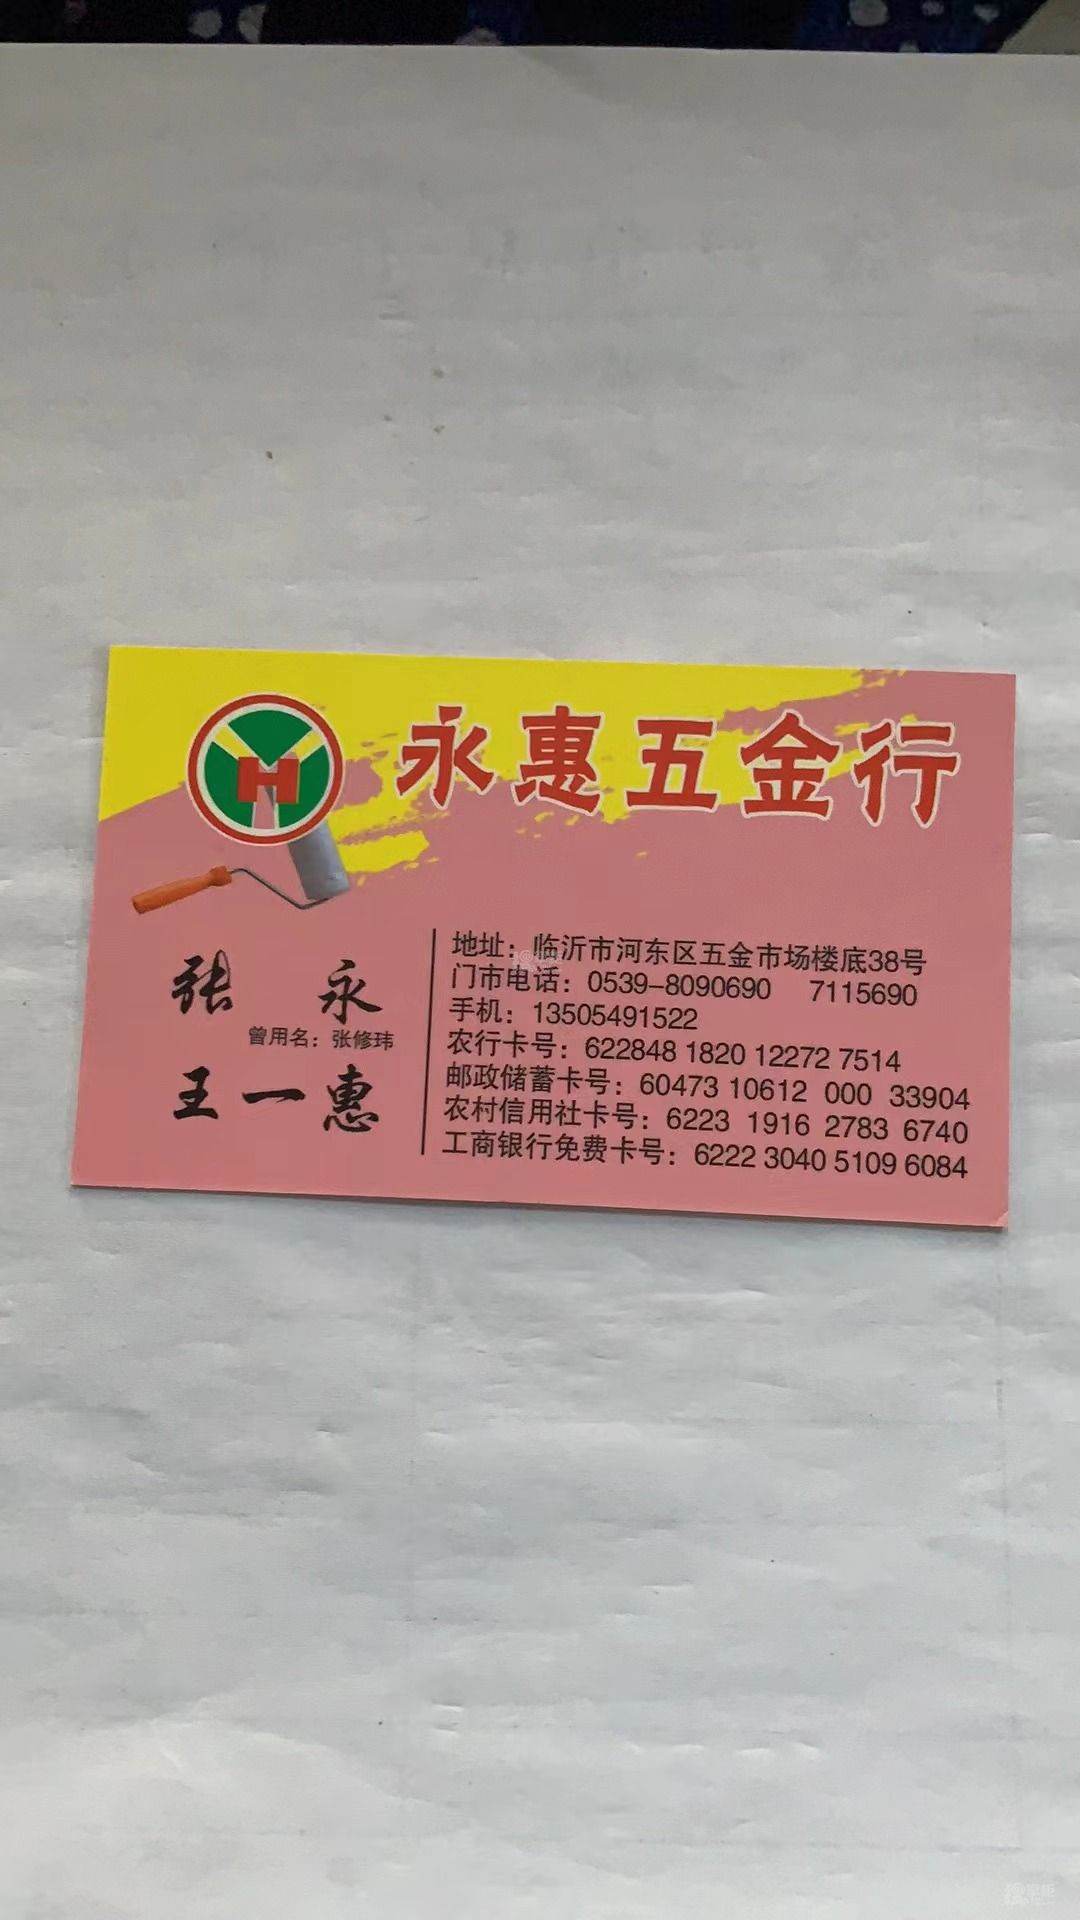 永惠五金行
张 永
曾用名：张修玮
王一惠
地址：临沂市河东区五金市场楼底38号
门市电话：0539-8090690 7115690
手机：13505491522
农行卡号：622848 1820 12272 7514
邮政储蓄卡号：60473 10612 000 33904
农村信用社卡号：6223 1916 2783 6740
工商银行免费卡号：6222 3040 5109 6084